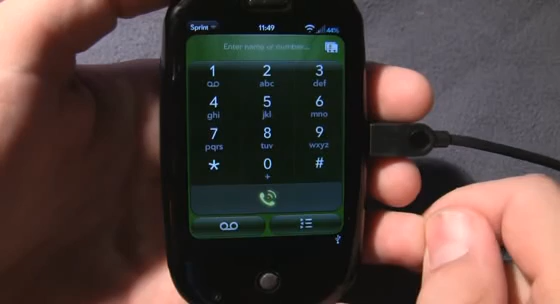 Sprint 11:49 44%
Enter name or number...
1 2 3
abc def
4 5 6
ghi jkl mno
7 8 9
pqrs tuv wxyz
* 0 #
+